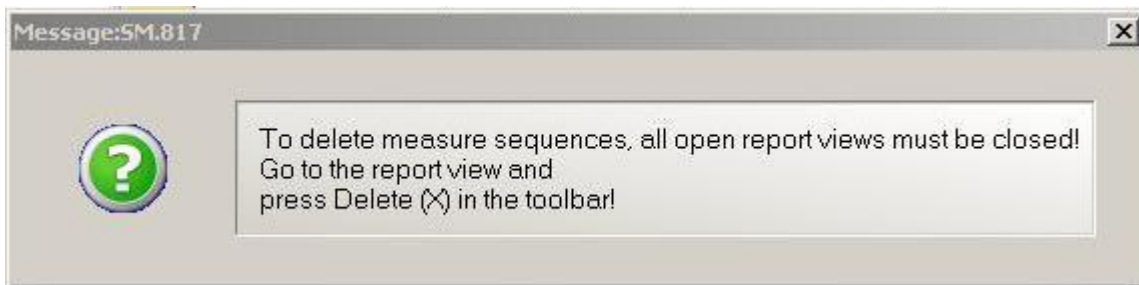 Message:SM.817
To delete measure sequences, all open report views must be closed!
Go to the report view and
press Delete (X) in the toolbar!